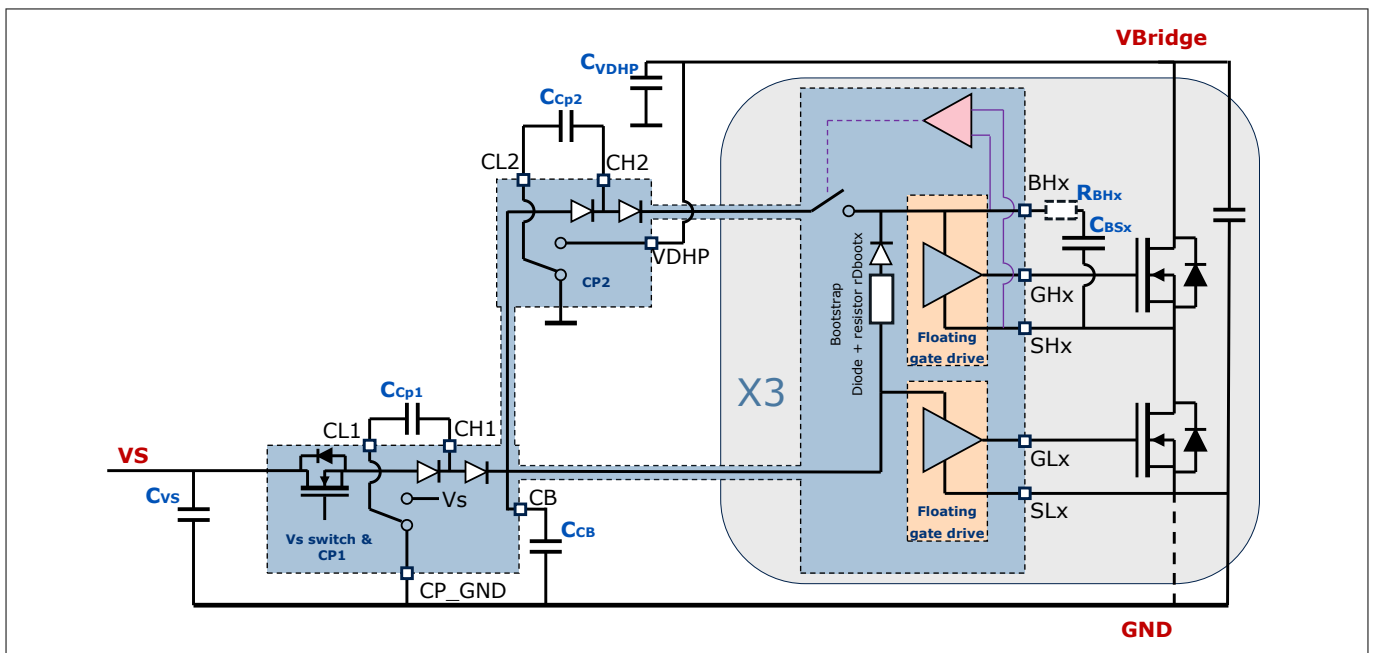 VBridge
CVDHP
CCp2
CL2
CH2
BHx
RBHx
CBSx
VDHP
CP2
GHx
Bootstrap
Diode + resistor rDbootx
Floating
gate drive
SHx
X3
CCp1
CL1
CH1
VS
GLx
Vs
CB
CVS
SLx
Floating
gate drive
CCB
Vs switch &
CP1
CP_GND
GND